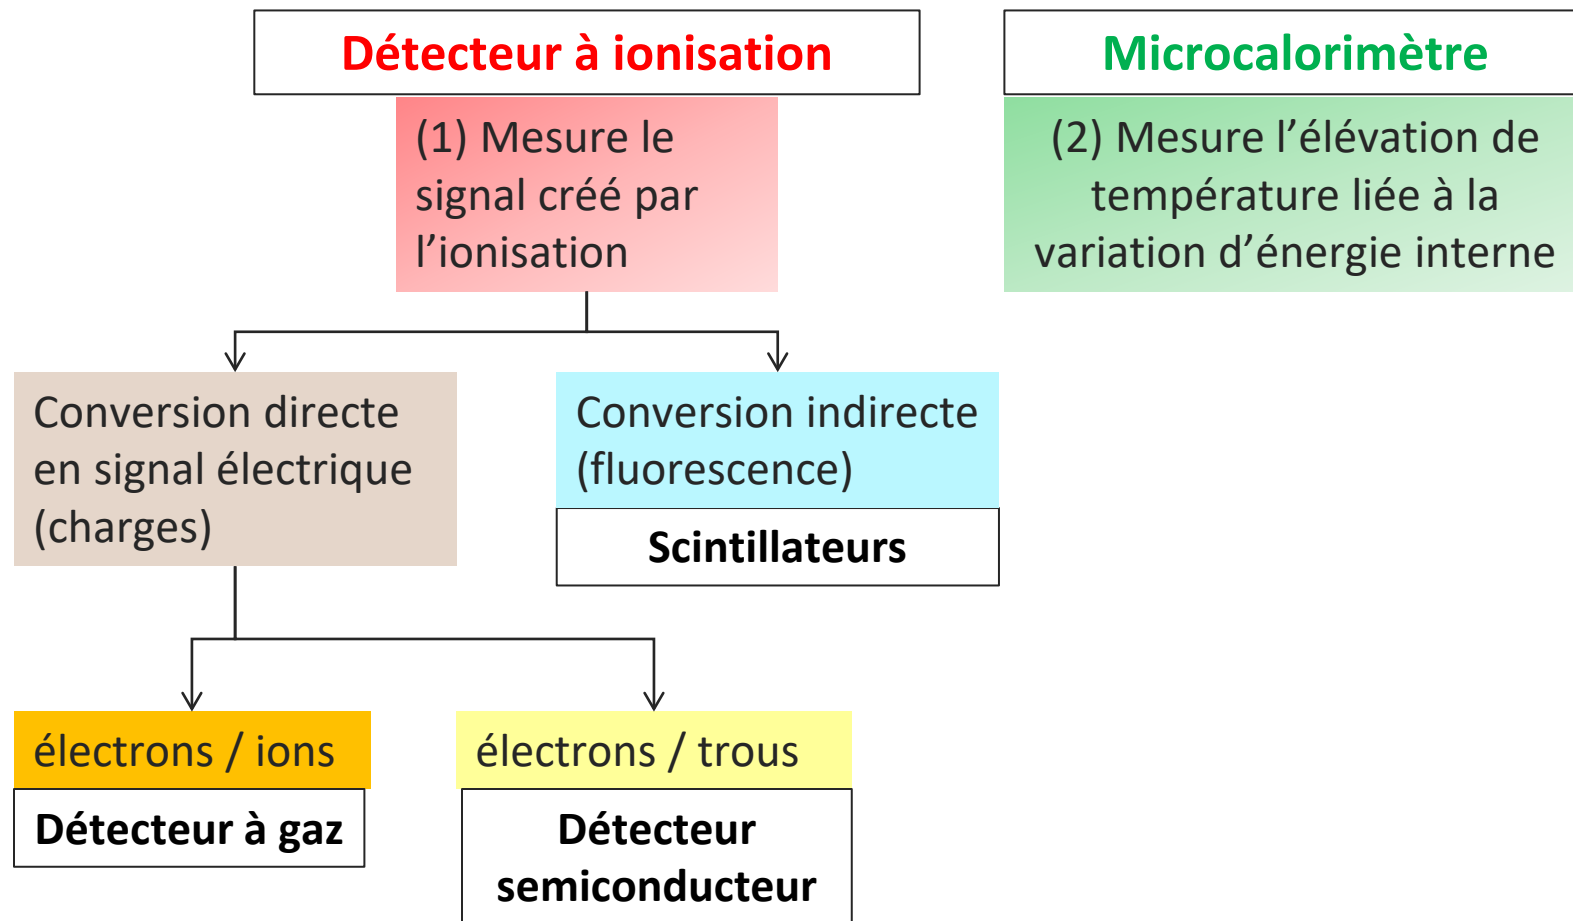 Détecteur à ionisation
(1) Mesure le
signal créé par
l’ionisation
Microcalorimètre
(2) Mesure l’élévation de
température liée à la
variation d’énergie interne
Conversion directe
en signal électrique
(charges)
Conversion indirecte
(fluorescence)
Scintillateurs
électrons / ions
Détecteur à gaz
électrons / trous
Détecteur
semiconducteur